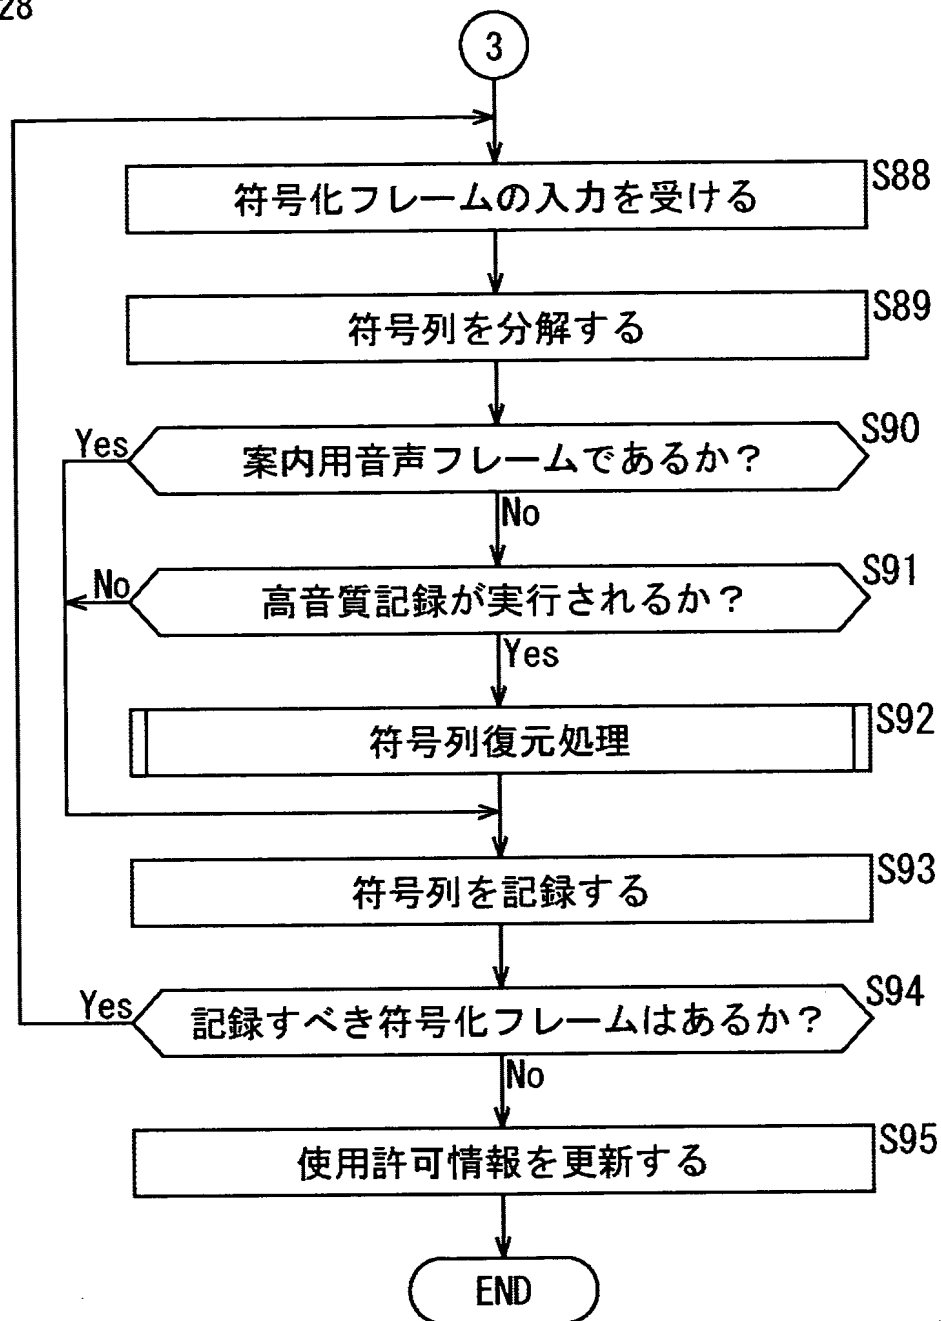 28
3
S88
符号化フレームの入力を受ける
S89
符号列を分解する
S90
Yes
案内用音声フレームであるか？
No
S91
No
高音質記録が実行されるか？
Yes
S92
符号列復元処理
S93
符号列を記録する
S94
Yes
記録すべき符号化フレームはあるか？
No
S95
使用許可情報を更新する
END